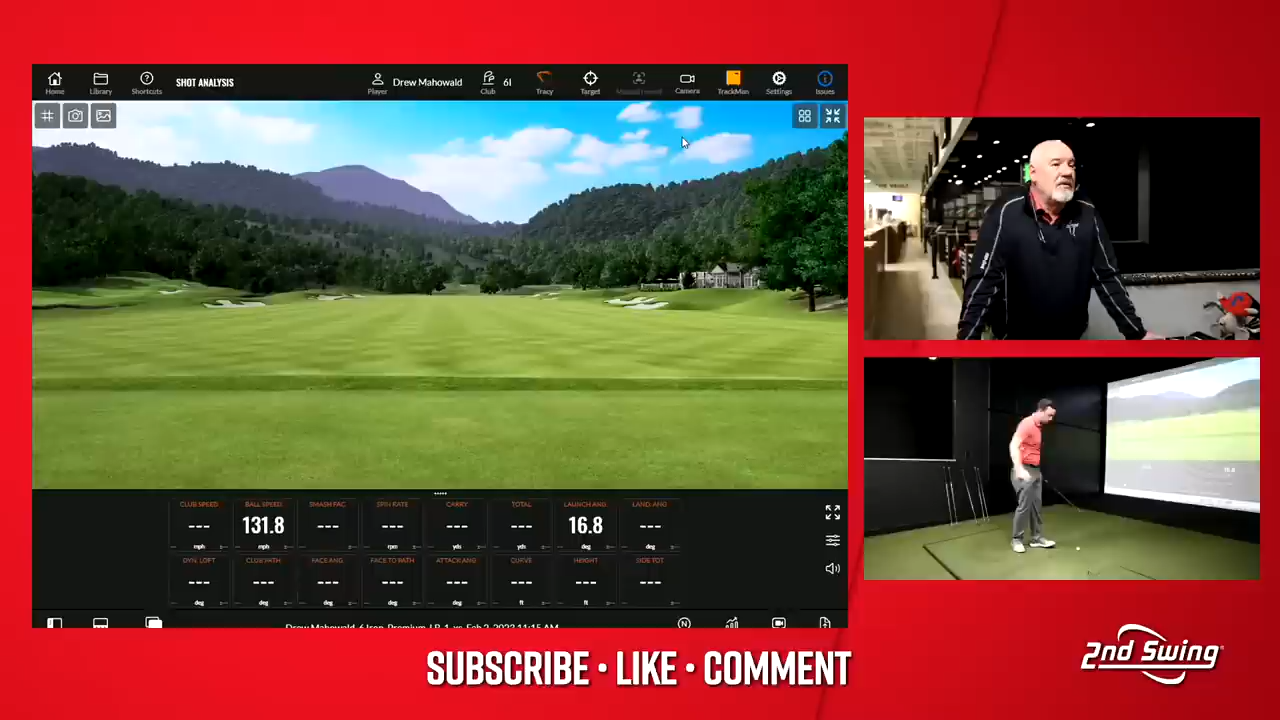 SHOT ANALYSIS
Drew Mahowald
6I
Home
Library
Shortcuts
Player
Club
Tracy
Target
Camera
TrackMan
Settings
Issues
CLUB SPEED
BALL SPEED
SMASH FAC
SPIN RATE
CARRY
TOTAL
LAUNCH ANG
LAND. ANG
---
131.8
---
---
---
---
16.8
---
mph
mph
rpm
yds
yds
deg
deg
DYN. LOFT
CLUB PATH
FACE ANG
FACE TO PATH
ATTACK ANG
CURVE
HEIGHT
SIDE TOT
---
---
---
---
---
---
---
---
deg
deg
deg
deg
deg
ft
ft
N
SUBSCRIBE • LIKE • COMMENT
2nd Swing